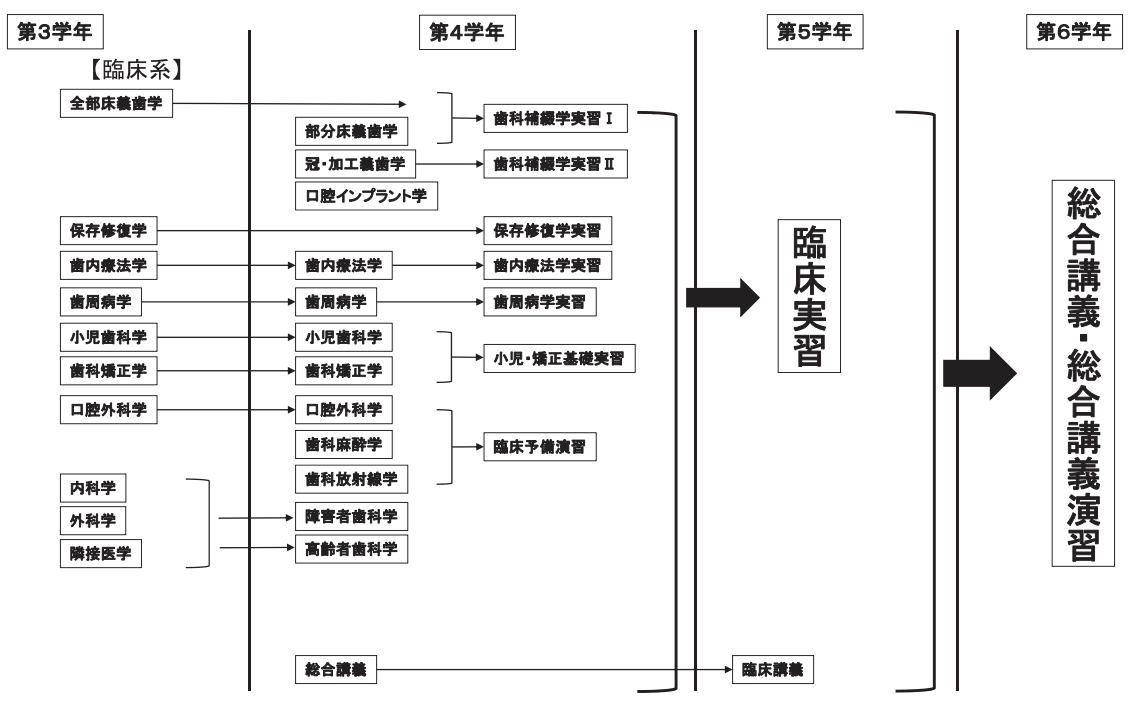 第3学年
第4学年
第5学年
第6学年
【臨床系】
全部床義歯学
部分床義歯学
歯科補綴学実習Ⅰ
冠・加工義歯学
歯科補綴学実習Ⅱ
口腔インプラント学
保存修復学
保存修復学実習
歯内療法学
歯内療法学
歯内療法学実習
歯周病学
歯周病学
歯周病学実習
小児歯科学
小児歯科学
歯科矯正学
歯科矯正学
小児・矯正基礎実習
口腔外科学
口腔外科学
歯科麻酔学
歯科放射線学
臨床予備演習
内科学
外科学
隣接医学
障害者歯科学
高齢者歯科学
総合講義
臨床講義
臨床実習
総合講義・総合講義演習